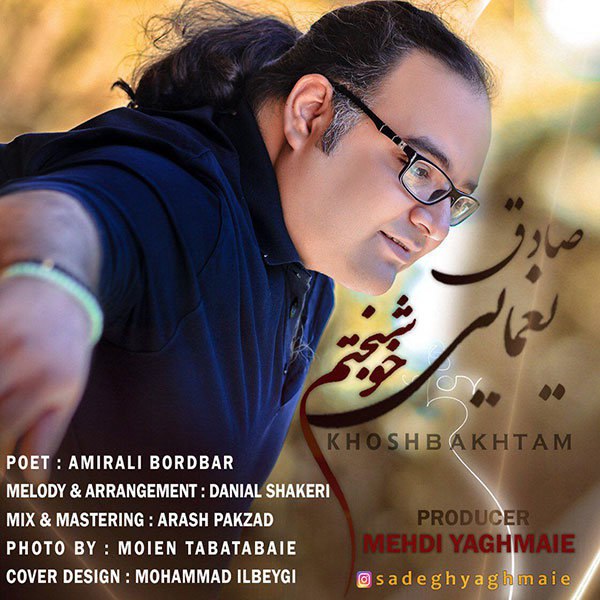 صادق
یغمایی
خوشبختم
KHOSHBAKHTAM
POET : AMIRALI BORDBAR
MELODY & ARRANGEMENT : DANIAL SHAKERI
MIX & MASTERING : ARASH PAKZAD
PHOTO BY : MOIEN TABATABAIE
COVER DESIGN : MOHAMMAD ILBEYGI
PRODUCER
MEHDI YAGHMAIE
sadeghyaghmaie